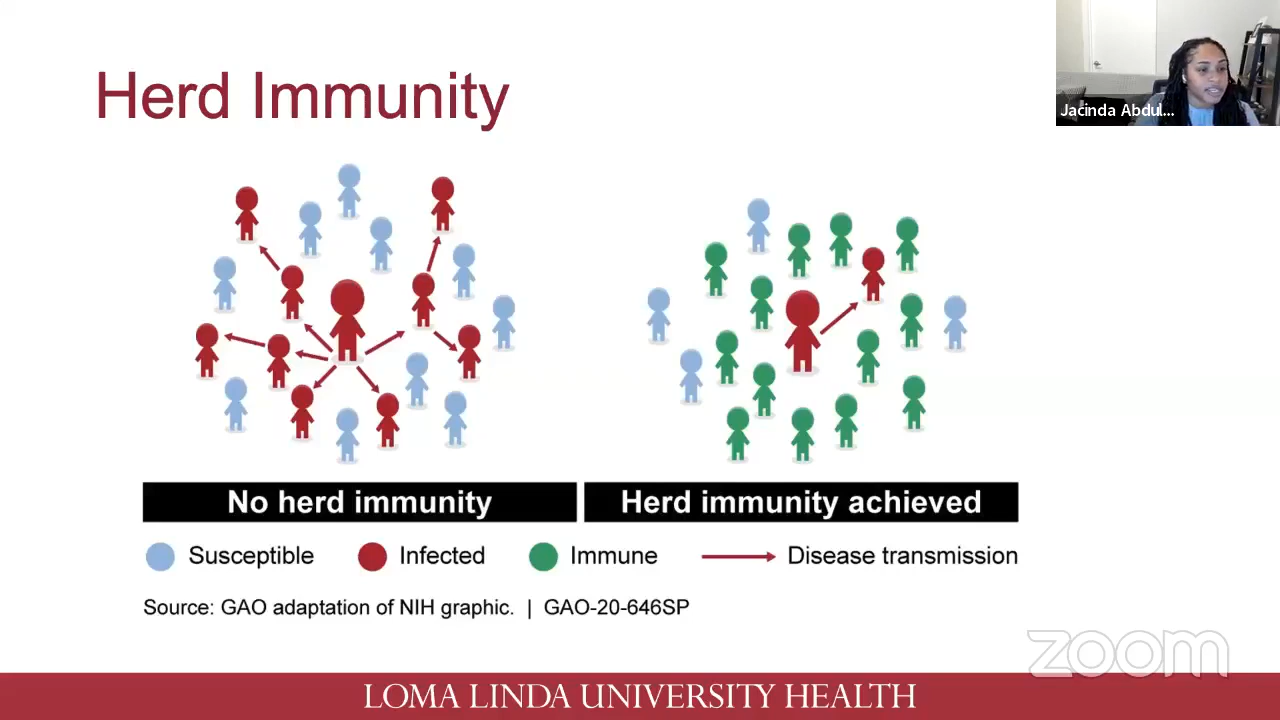 Herd Immunity
Jacinda Abdul...
No herd immunity
Herd immunity achieved
Susceptible
Infected
Immune
Disease transmission
Source: GAO adaptation of NIH graphic. | GAO-20-646SP
zoom
LOMA LINDA UNIVERSITY HEALTH